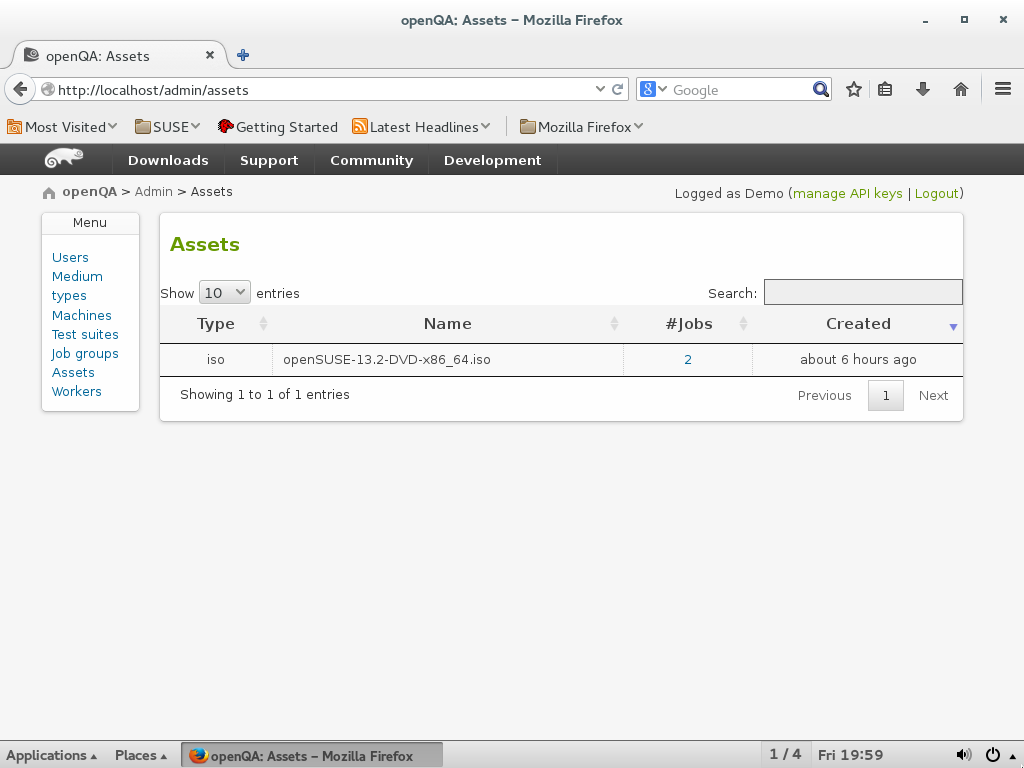 openQA: Assets – Mozilla Firefox
openQA: Assets
http://localhost/admin/assets
Google
Most Visited
SUSE
Getting Started
Latest Headlines
Mozilla Firefox
Downloads
Support
Community
Development
openQA > Admin > Assets
Logged as Demo (manage API keys | Logout)
Menu
Users
Medium
types
Machines
Test suites
Job groups
Assets
Workers
Assets
Show 10 entries
Search:
Type Name #Jobs Created
iso openSUSE-13.2-DVD-x86_64.iso 2 about 6 hours ago
Showing 1 to 1 of 1 entries
Previous 1 Next
Applications
Places
openQA: Assets – Mozilla Firefox
1 / 4
Fri 19:59